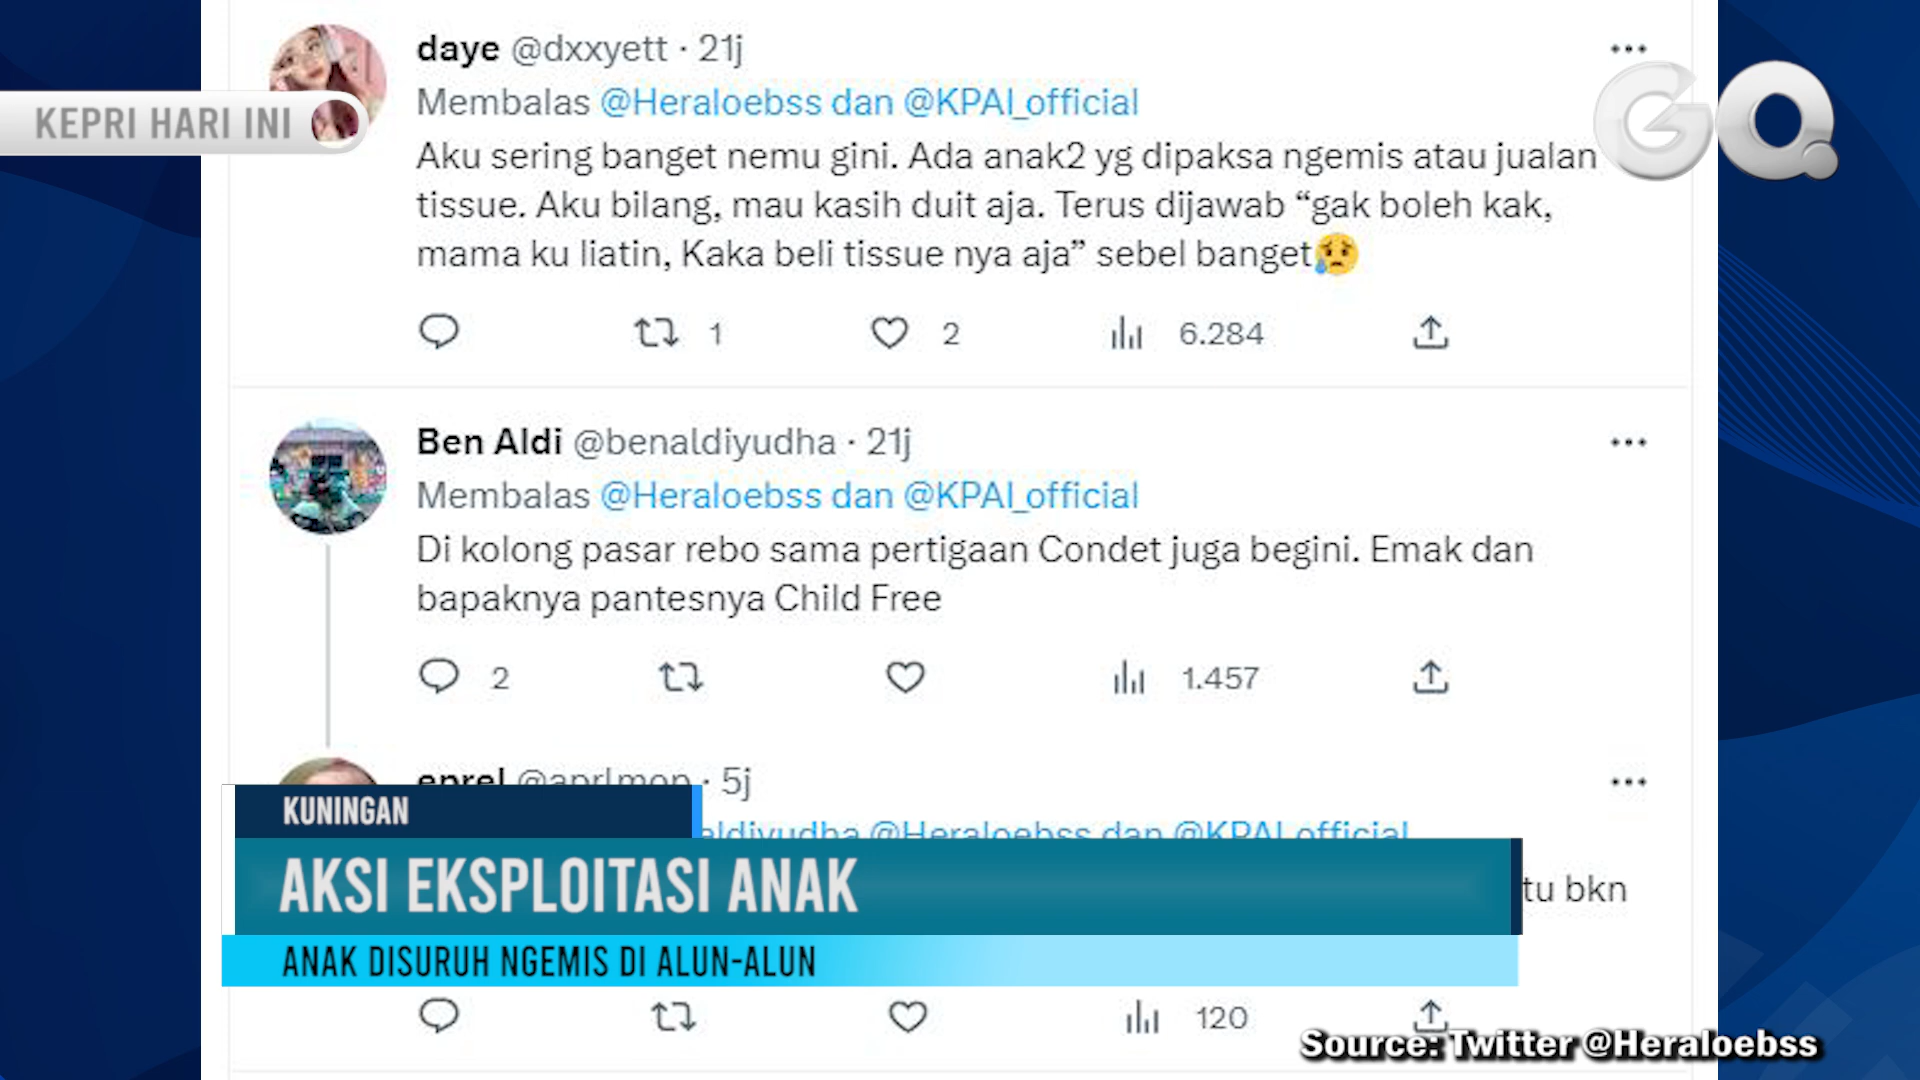 daye @dxxyett · 21j
KEPRI HARI INI
GQ
Membalas @Heraloebss dan @KPAI_official
Aku sering banget nemu gini. Ada anak2 yg dipaksa ngemis atau jualan
tissue. Aku bilang, mau kasih duit aja. Terus dijawab “gak boleh kak,
mama ku liatin, Kaka beli tissue nya aja” sebel banget😥
1 2 6.284
Ben Aldi @benaldiyudha · 21j
Membalas @Heraloebss dan @KPAI_official
Di kolong pasar rebo sama pertigaan Condet juga begini. Emak dan
bapaknya pantesnya Child Free
2 1.457
eprel @aprlmon · 5j
aldiyudha @Heraloebss dan @KPAI_official
tu bkn
KUNINGAN
AKSI EKSPLOITASI ANAK
ANAK DISURUH NGEMIS DI ALUN-ALUN
120
Source: Twitter @Heraloebss